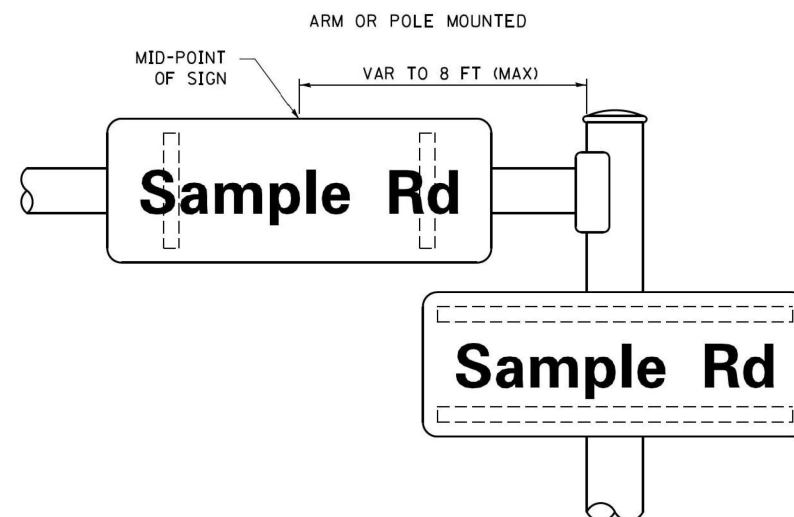 ARM OR POLE MOUNTED
MID-POINT
OF SIGN
VAR TO 8 FT (MAX)
Sample Rd
Sample Rd